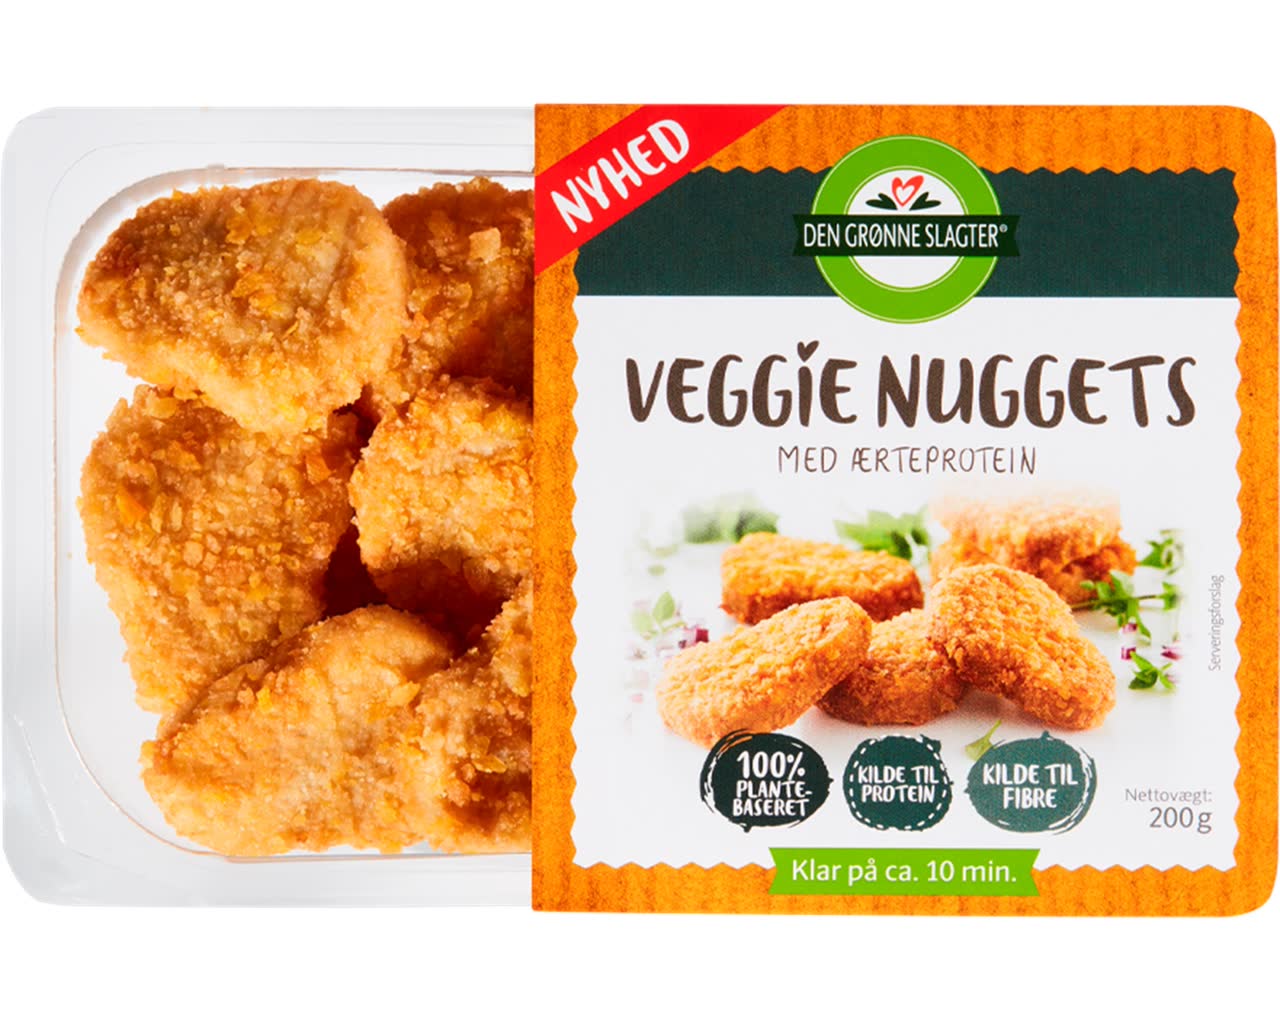 NYHED
DEN GRØNNE SLAGTER®
VEGGIE NUGGETS
MED ÆRTEPROTEIN
Serveringsforslag
100%
PLANTE-
BASERET
KILDE TIL
PROTEIN
KILDE TIL
FIBRE
Nettovægt:
200 g
Klar på ca. 10 min.